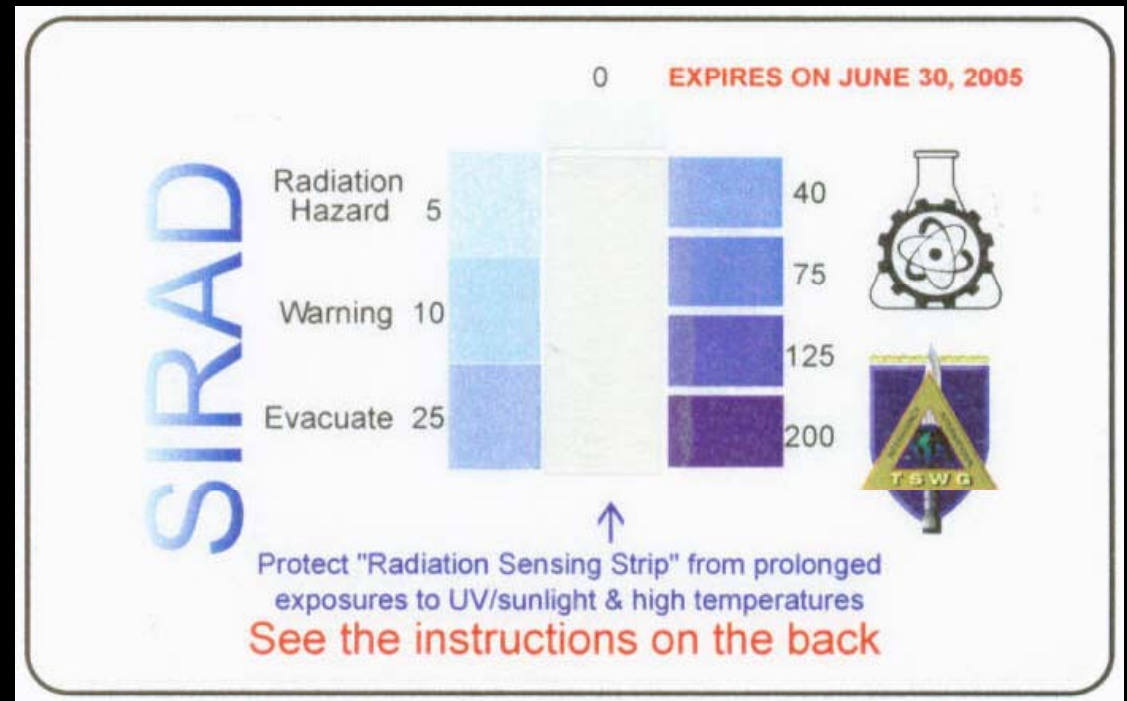 0
EXPIRES ON JUNE 30, 2005
SIRAD
Radiation
Hazard 5
Warning 10
Evacuate 25
40
75
125
200
TSWG
Protect "Radiation Sensing Strip" from prolonged
exposures to UV/sunlight & high temperatures
See the instructions on the back